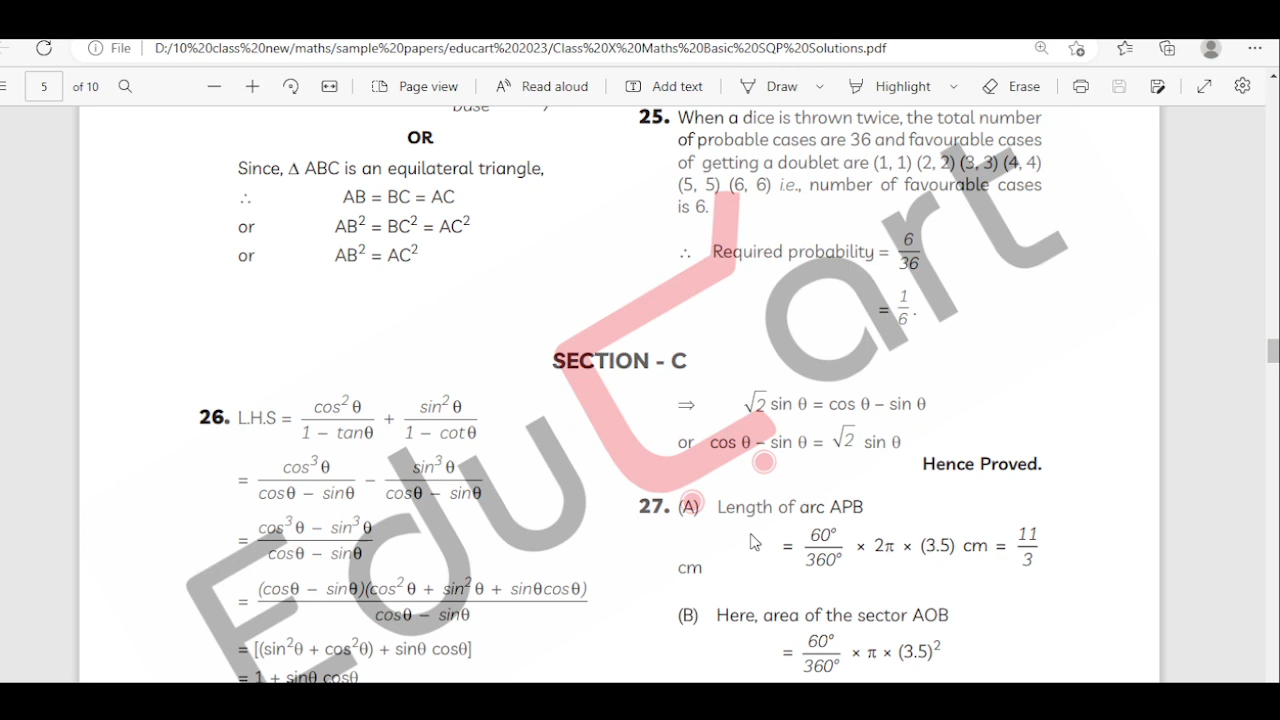 File D:/10%20class%20new/maths/sample%20papers/educart%202023/Class%20X%20Maths%20Basic%20SQP%20Solutions.pdf
5 of 10 Page view Read aloud Add text Draw Highlight Erase
OR
Since, Δ ABC is an equilateral triangle,
∴ AB = BC = AC
or AB² = BC² = AC²
or AB² = AC²
25. When a dice is thrown twice, the total number
of probable cases are 36 and favourable cases
of getting a doublet are (1, 1) (2, 2) (3, 3) (4, 4)
(5, 5) (6, 6) i.e., number of favourable cases
is 6.
∴ Required probability = 6/36
= 1/6.
SECTION - C
26. L.H.S = cos²θ/(1 − tanθ) + sin²θ/(1 − cotθ)
= cos³θ/(cosθ − sinθ) − sin³θ/(cosθ − sinθ)
= (cos³θ − sin³θ)/(cosθ − sinθ)
= (cosθ − sinθ)(cos²θ + sin²θ + sinθcosθ)/(cosθ − sinθ)
= [(sin²θ + cos²θ) + sinθ cosθ]
= 1 + sinθ cosθ
⇒ √2 sin θ = cos θ − sin θ
or cos θ − sin θ = √2 sin θ
Hence Proved.
27. (A) Length of arc APB
= 60°/360° × 2π × (3.5) cm = 11/3
cm
(B) Here, area of the sector AOB
= 60°/360° × π × (3.5)²
EduCart